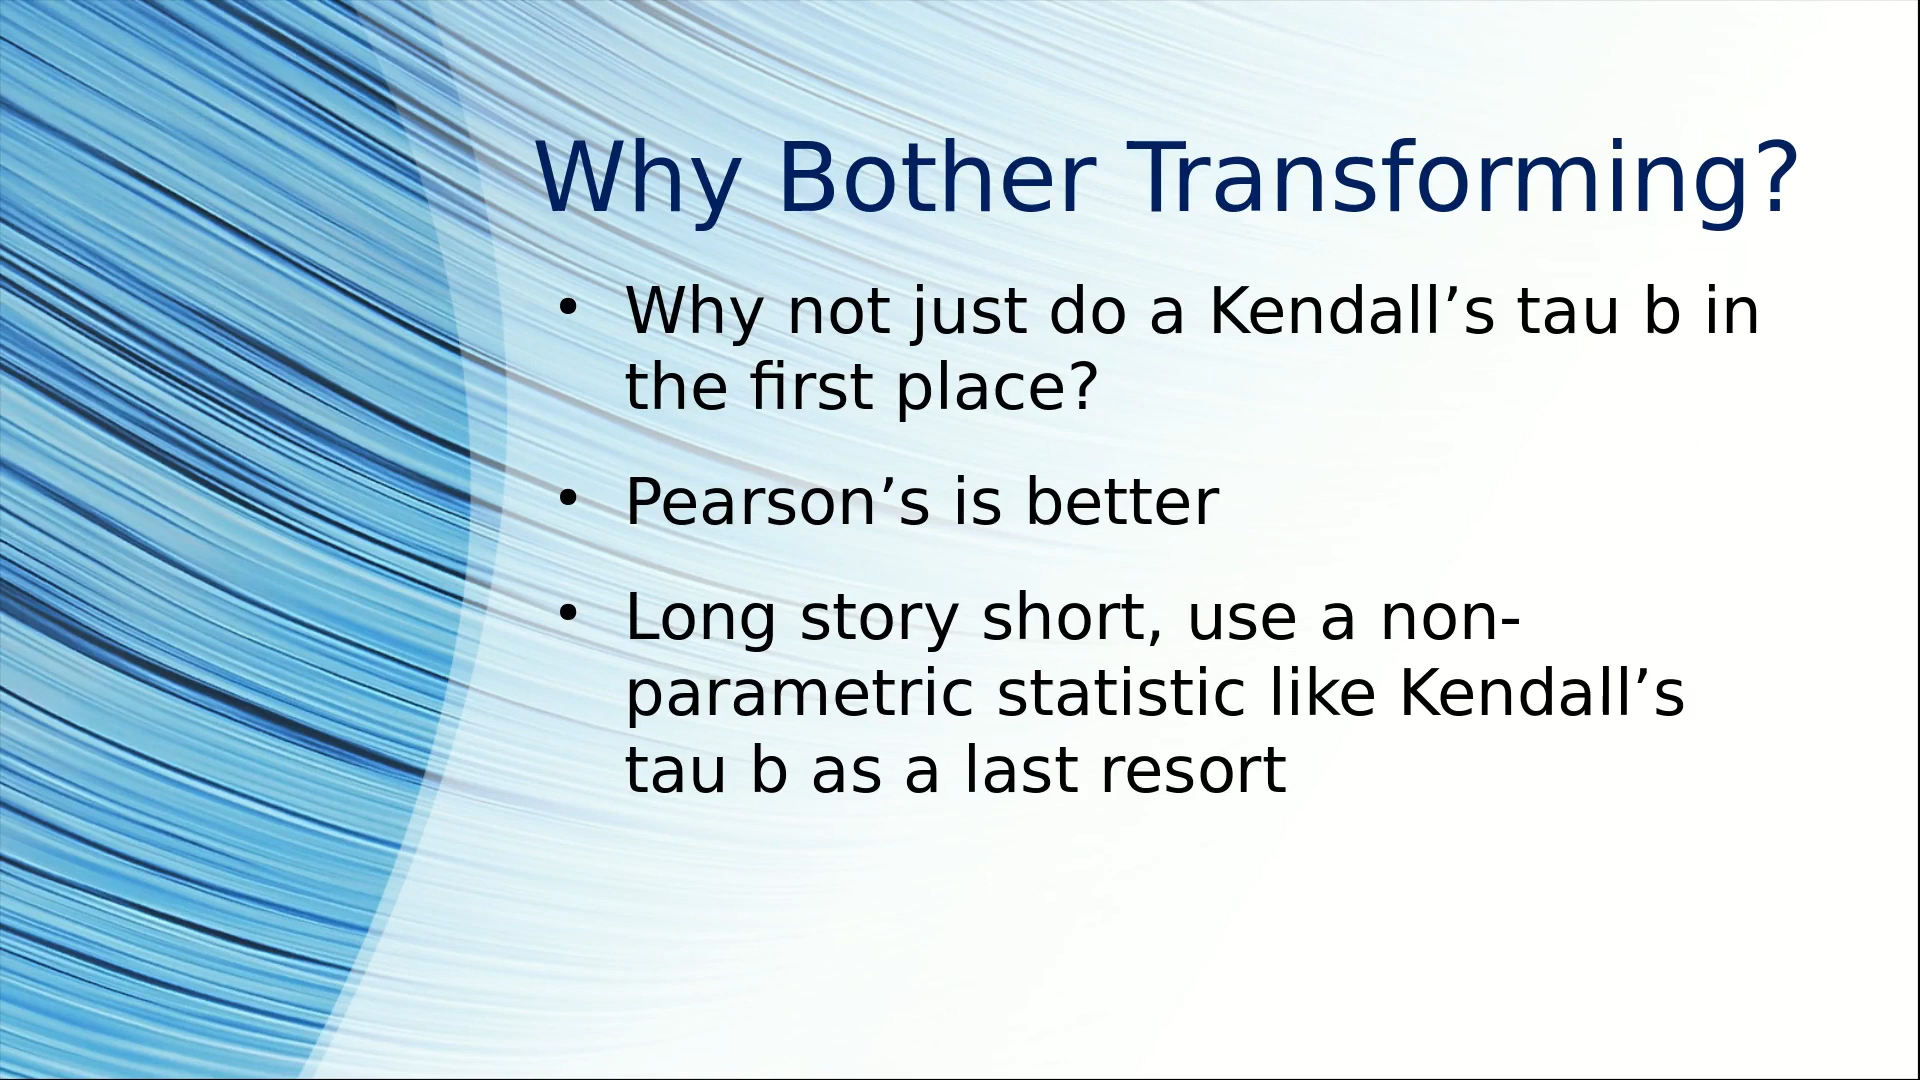 Why Bother Transforming?
• Why not just do a Kendall’s tau b in
the first place?
• Pearson’s is better
• Long story short, use a non-
parametric statistic like Kendall’s
tau b as a last resort